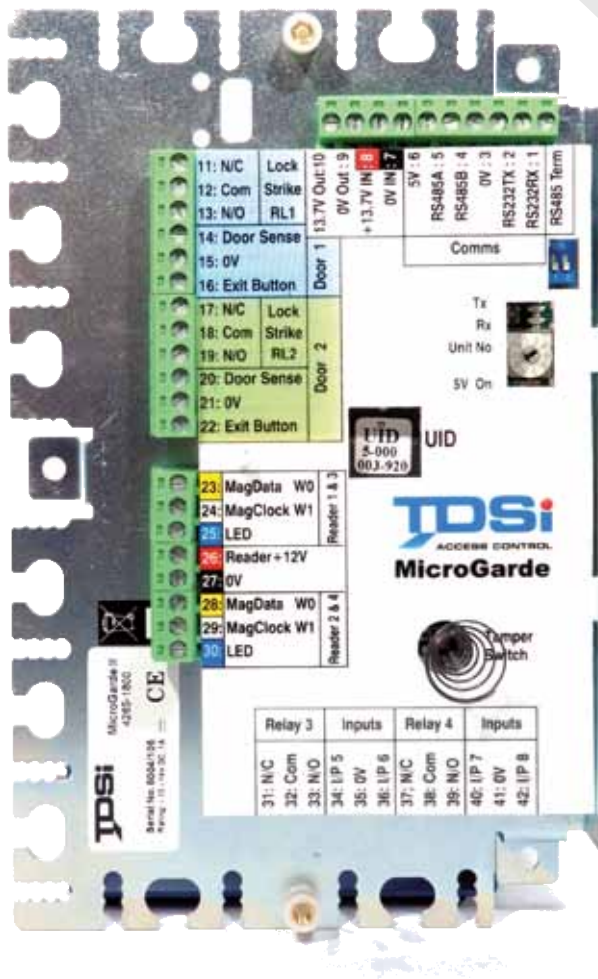 13.7V Out:10
0V Out : 9
+13.7V IN : 8
0V IN : 7
5V : 6
RS485A : 5
RS485B : 4
0V : 3
RS232TX : 2
RS232RX : 1
RS485 Term
Comms
11: N/C
12: Com
13: N/O
Lock
Strike
RL1
14: Door Sense
15: 0V
16: Exit Button
Door 1
17: N/C
18: Com
19: N/O
Lock
Strike
RL2
20: Door Sense
21: 0V
22: Exit Button
Door 2
Tx
Rx
Unit No
5V On
UID
5-000
003-920
UID
23: MagData W0
24: MagClock W1
25: LED
Reader 1 & 3
26: Reader+12V
27: 0V
28: MagData W0
29: MagClock W1
30: LED
Reader 2 & 4
TDSi
ACCESS CONTROL
MicroGarde
Tamper
Switch
TDSi
MicroGarde II
4265-1800
CE
Relay 3
Inputs
Relay 4
Inputs
31: N/C
32: Com
33: N/O
34: I/P 5
35: 0V
36: I/P 6
37: N/C
38: Com
39: N/O
40: I/P 7
41: 0V
42: I/P 8